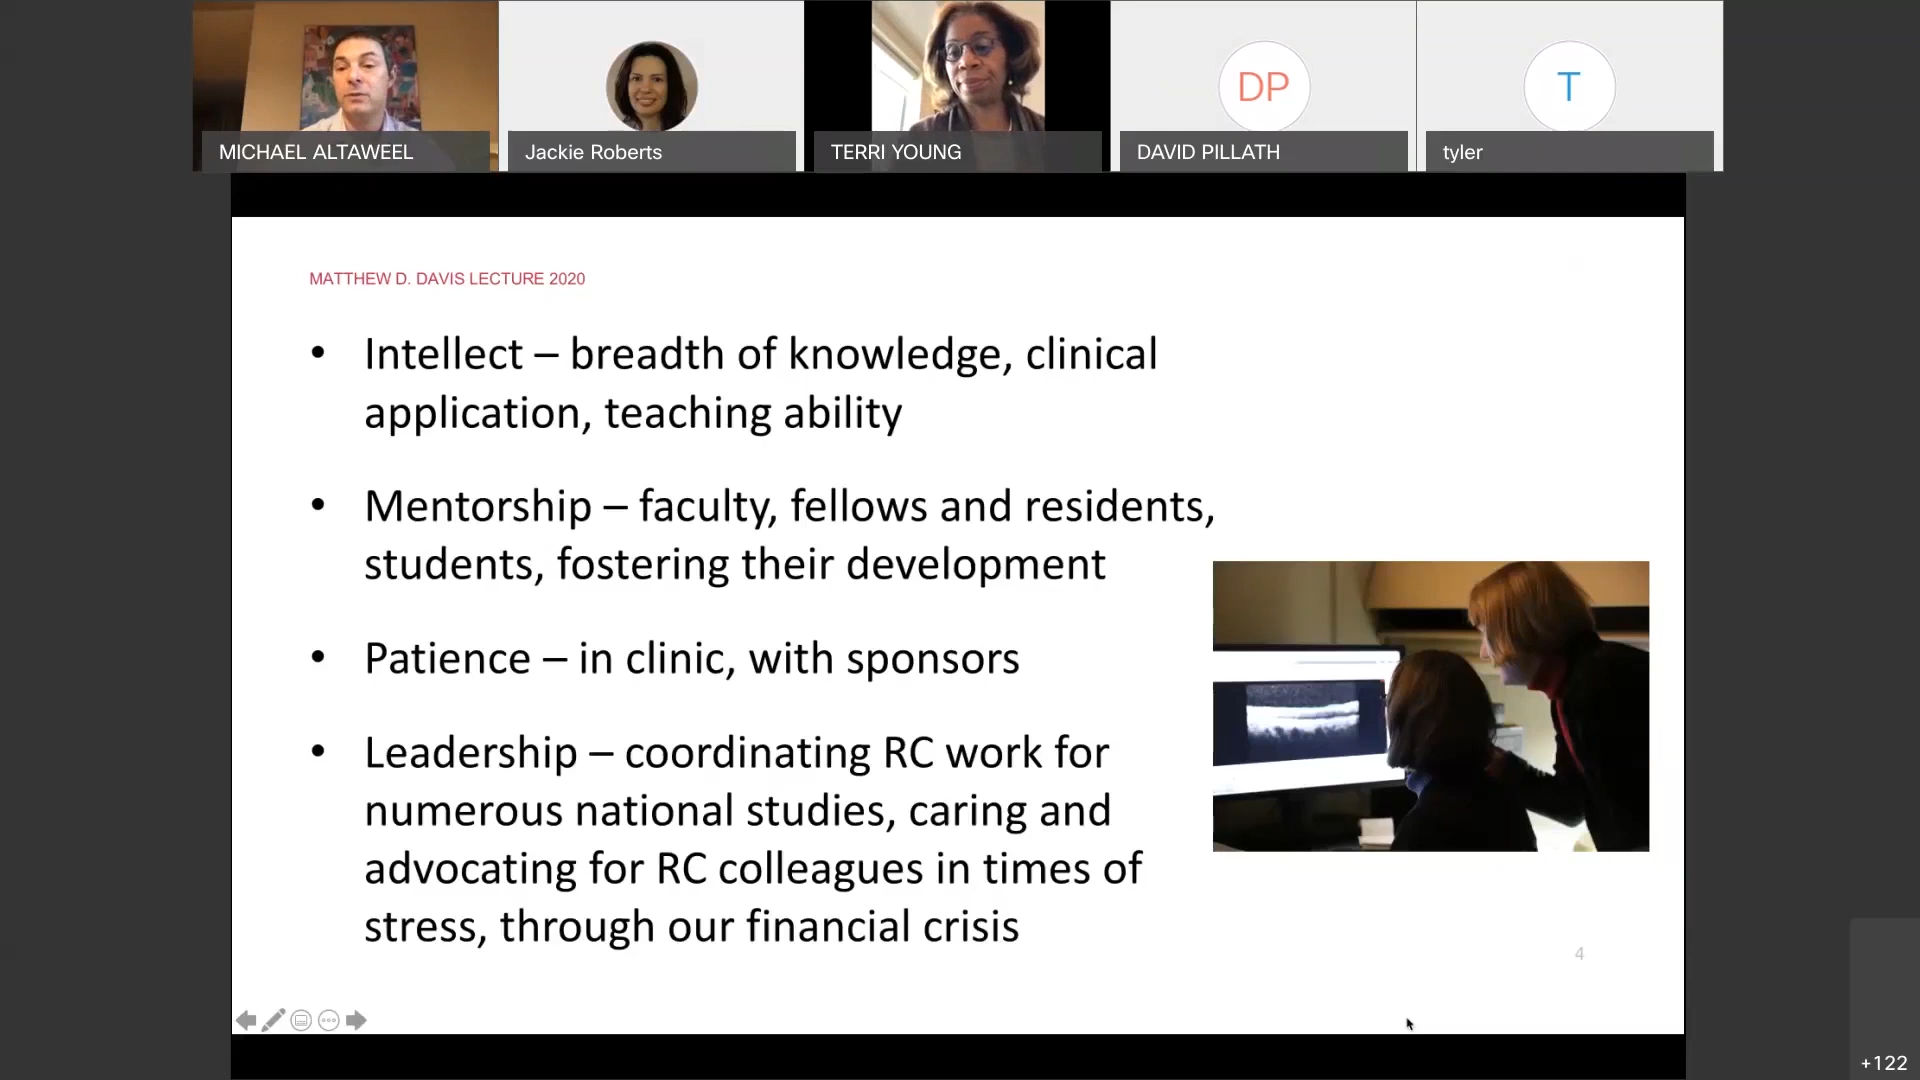 MICHAEL ALTAWEEL
Jackie Roberts
TERRI YOUNG
DP
DAVID PILLATH
T
tyler
MATTHEW D. DAVIS LECTURE 2020
• Intellect – breadth of knowledge, clinical
application, teaching ability
• Mentorship – faculty, fellows and residents,
students, fostering their development
• Patience – in clinic, with sponsors
• Leadership – coordinating RC work for
numerous national studies, caring and
advocating for RC colleagues in times of
stress, through our financial crisis
4
+122